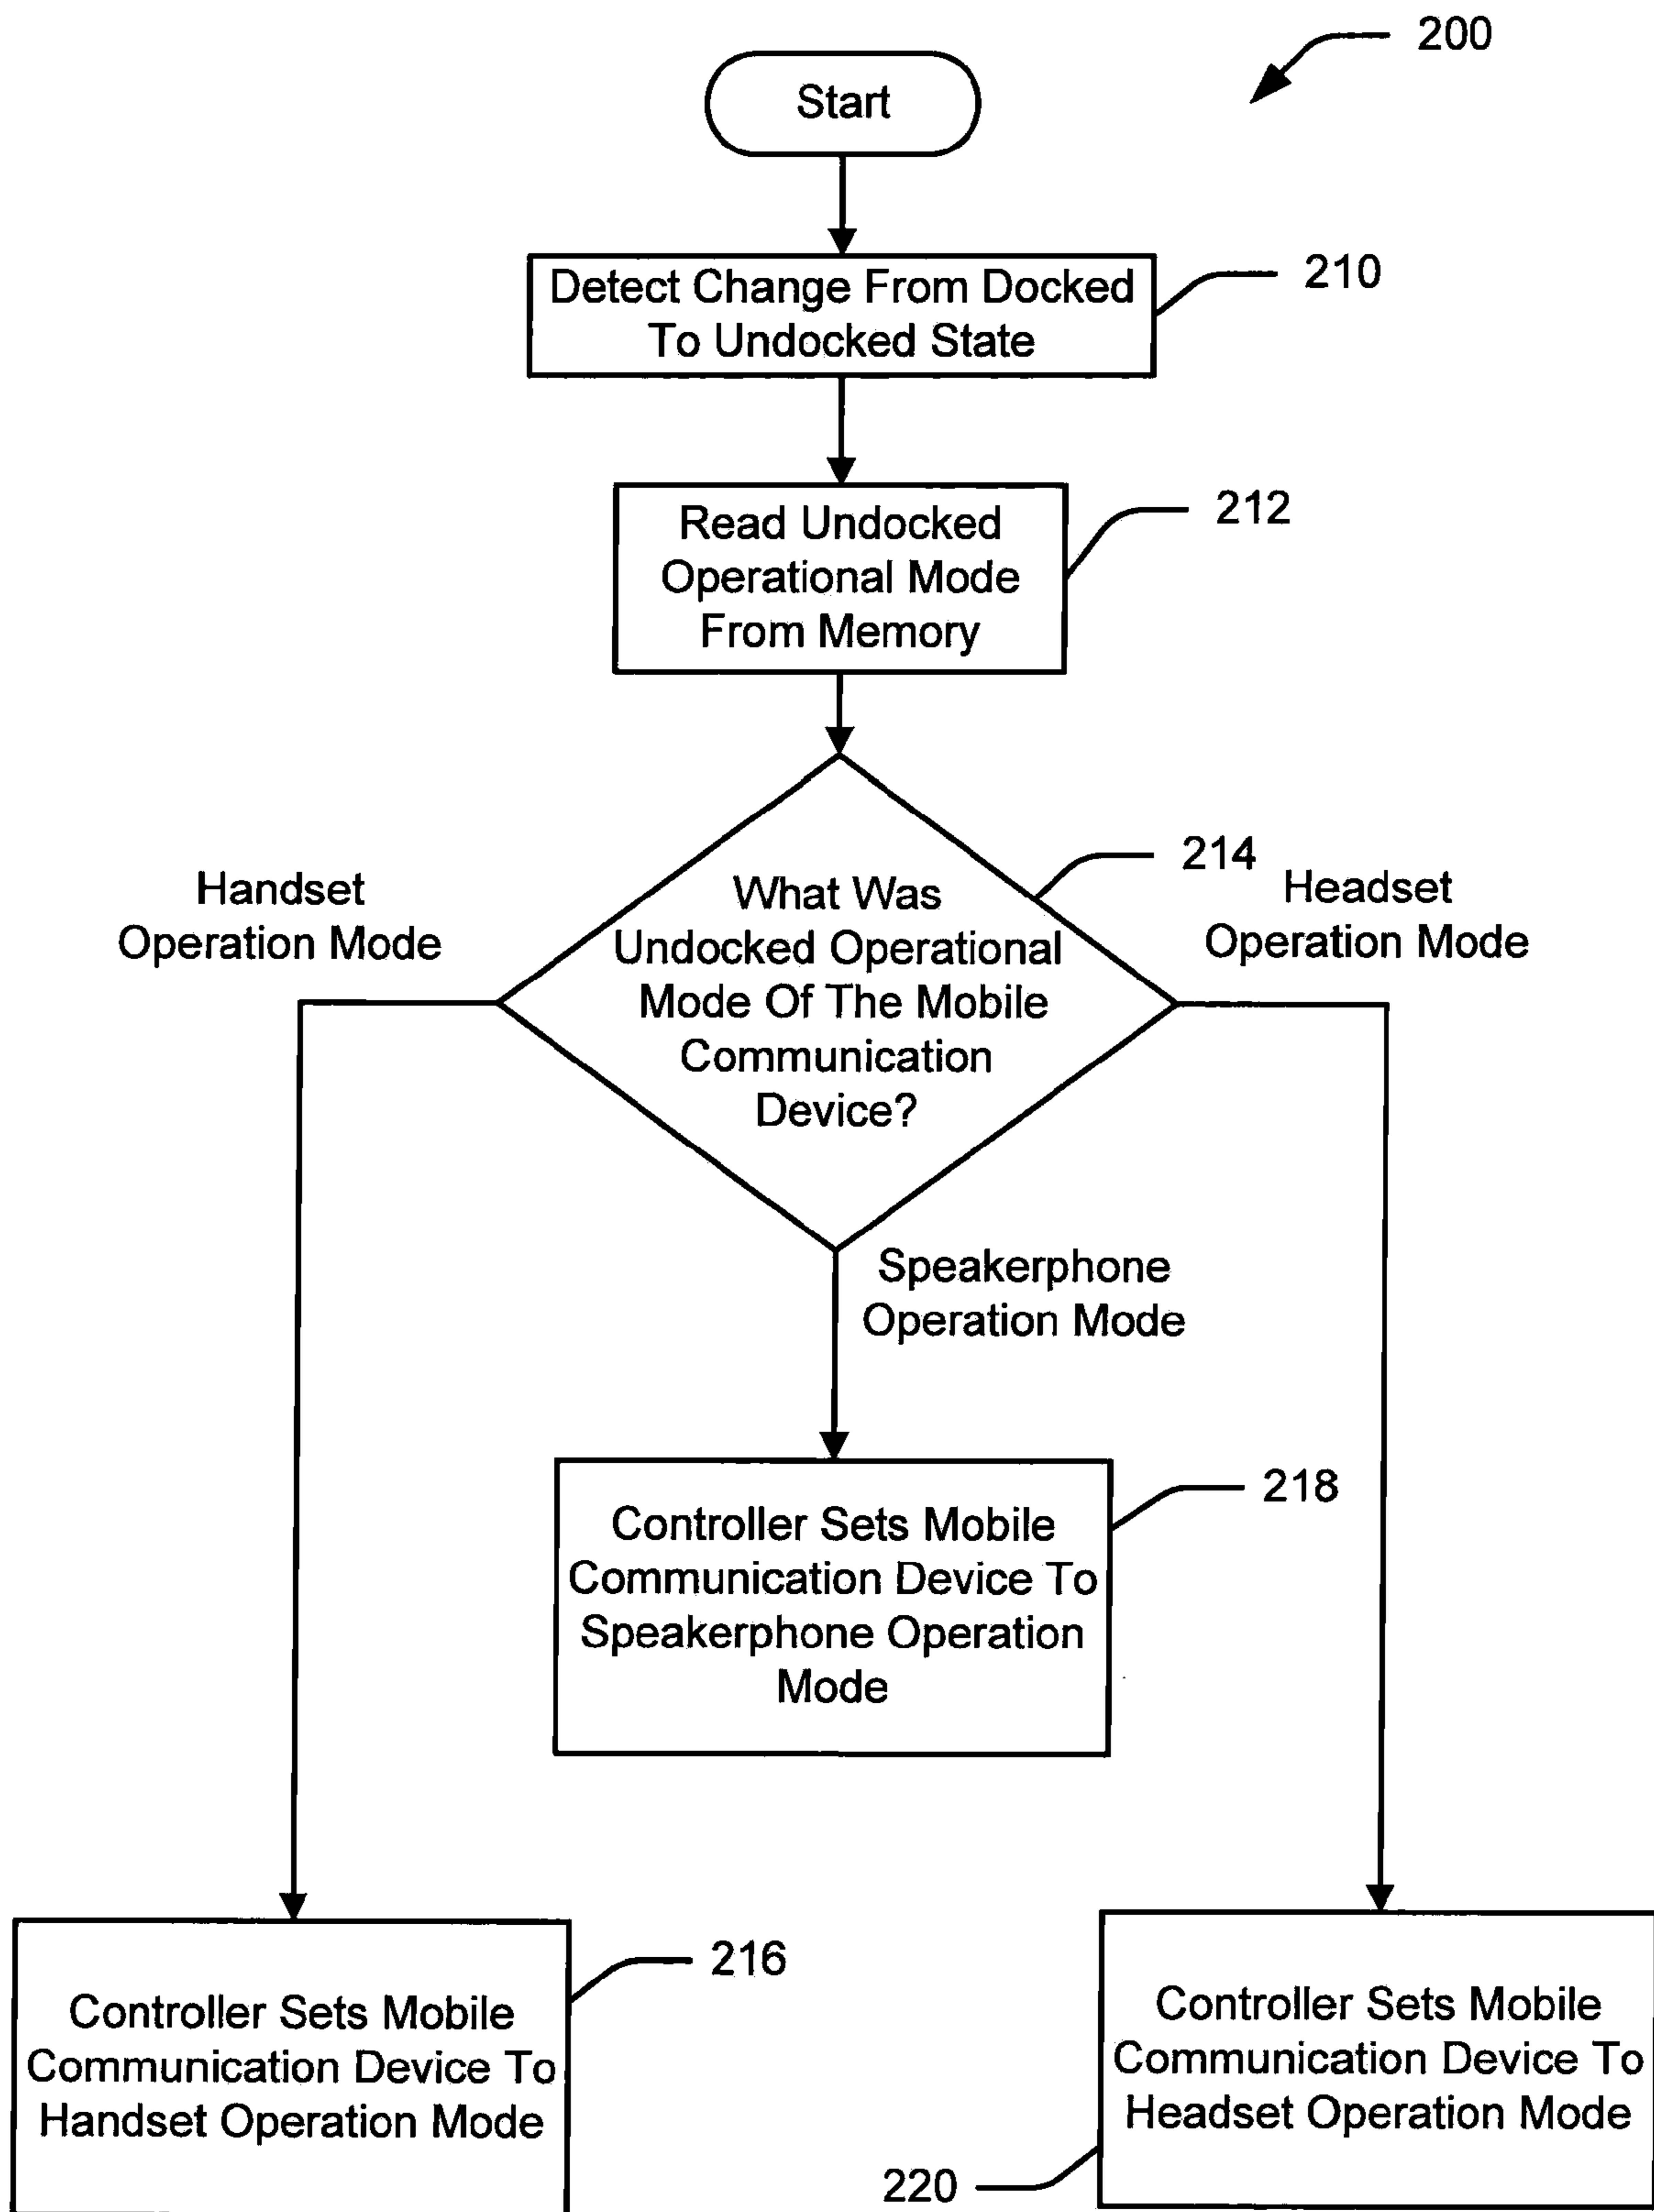 200
Start
Detect Change From Docked
To Undocked State
210
Read Undocked
Operational Mode
From Memory
212
What Was
Undocked Operational
Mode Of The Mobile
Communication
Device?
214
Handset
Operation Mode
Headset
Operation Mode
Speakerphone
Operation Mode
Controller Sets Mobile
Communication Device To
Speakerphone Operation
Mode
218
Controller Sets Mobile
Communication Device To
Handset Operation Mode
216
Controller Sets Mobile
Communication Device To
Headset Operation Mode
220